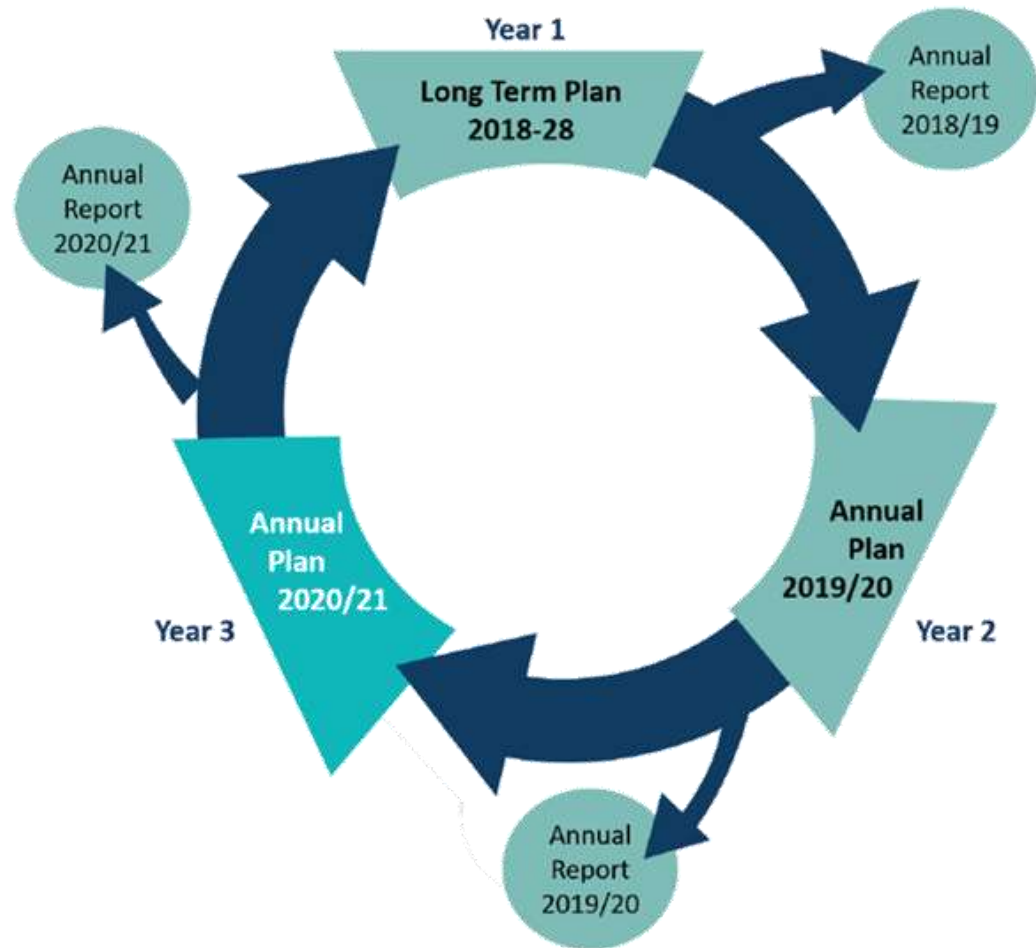 Year 1
Long Term Plan
2018-28
Annual
Report
2018/19
Annual
Plan
2019/20
Year 2
Annual
Report
2019/20
Annual
Plan
2020/21
Year 3
Annual
Report
2020/21